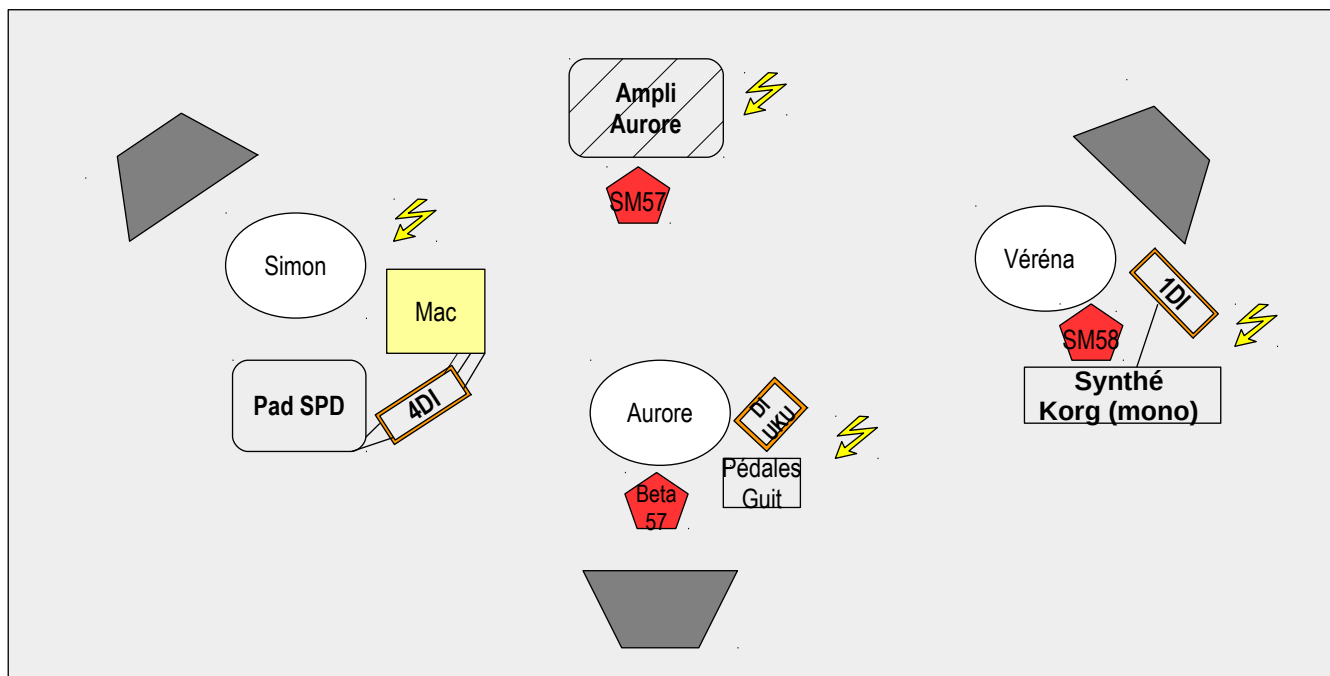 Ampli
Aurore
SM57
Simon
Mac
Véréna
1DI
SM58
Synthé
Korg (mono)
Pad SPD
4DI
Aurore
DI
UKU
Beta
57
Pédales
Guit